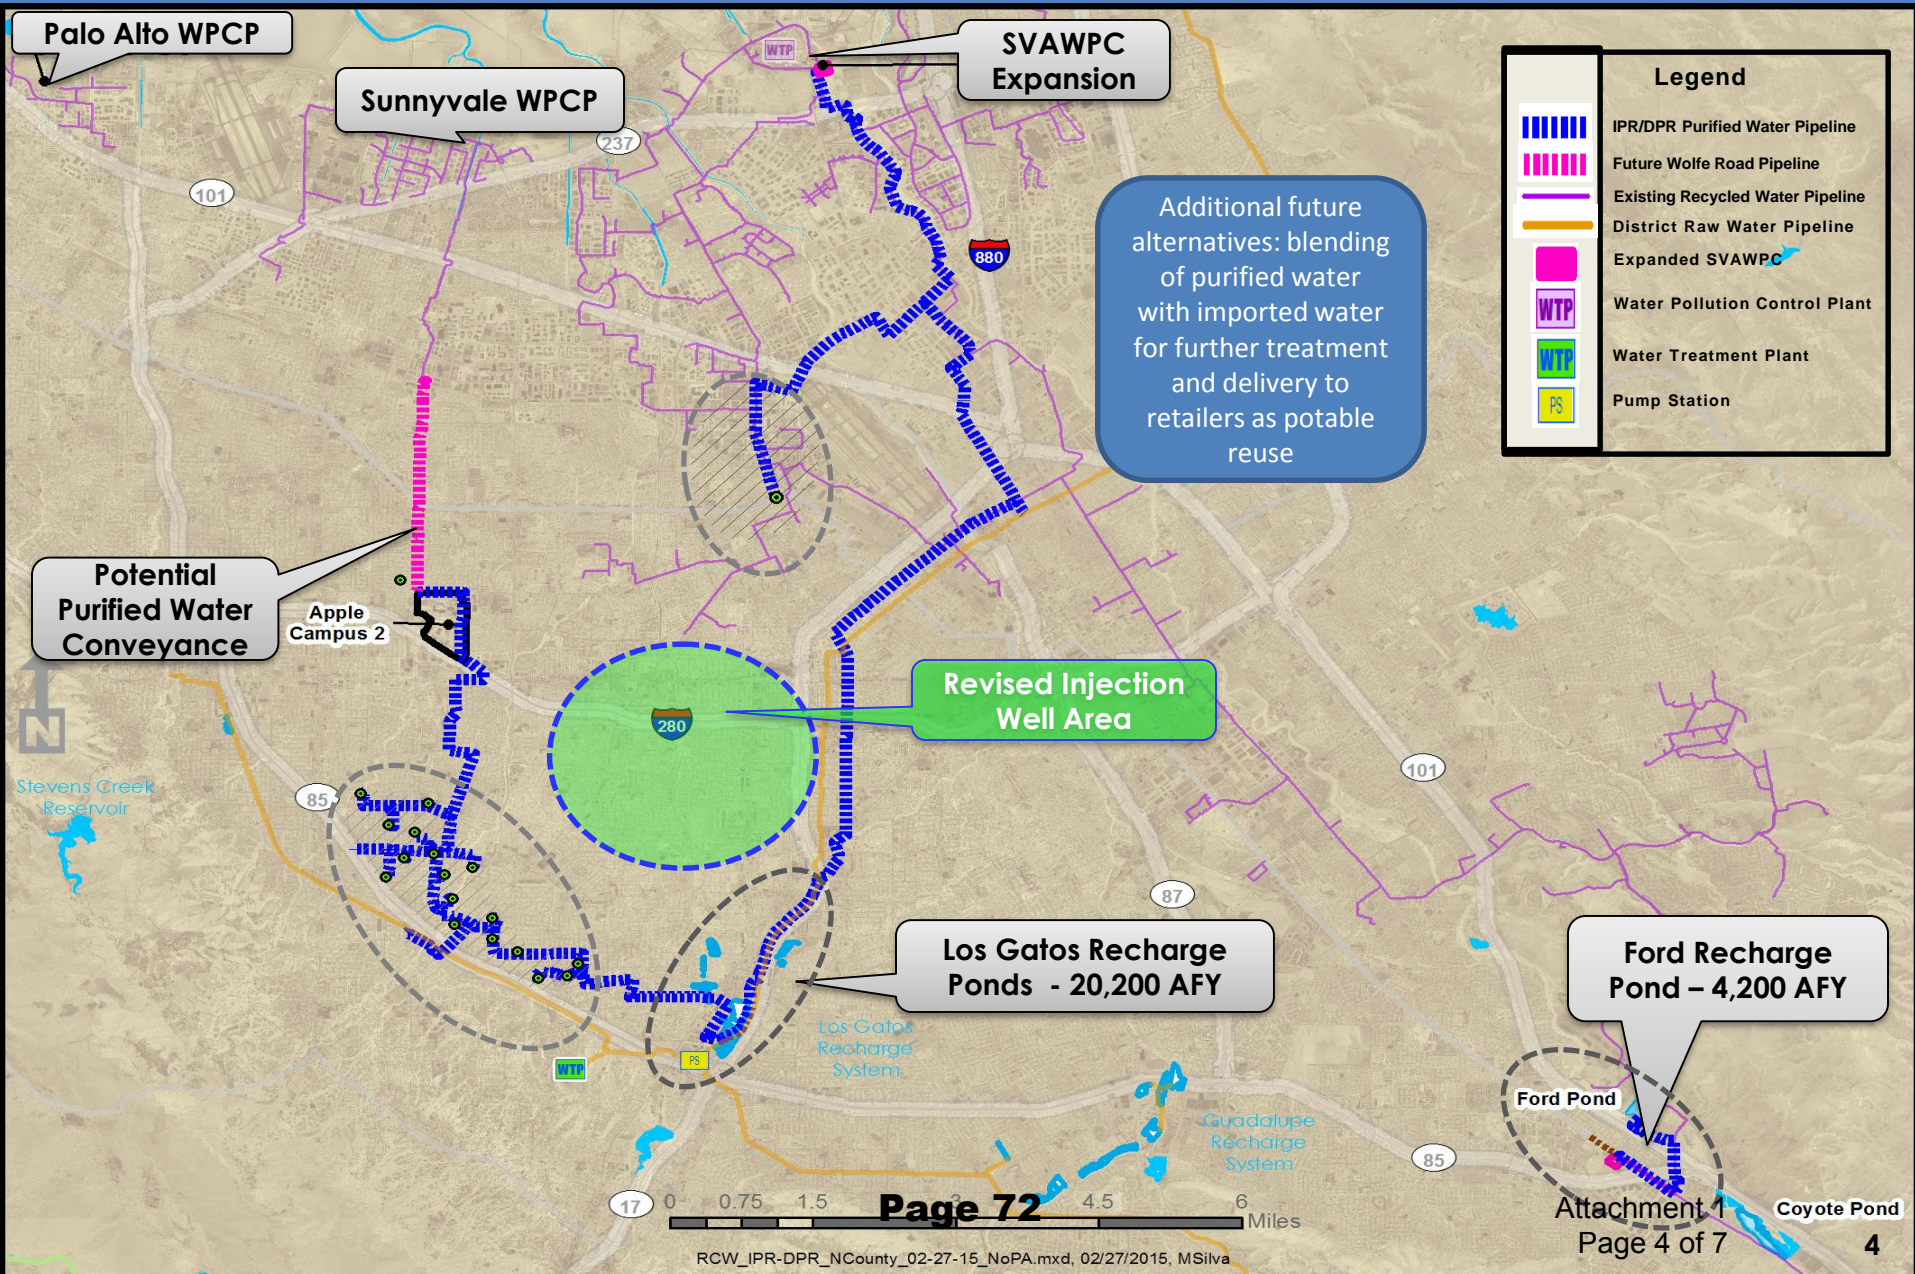 Palo Alto WPCP
Sunnyvale WPCP
SVAWPC
Expansion
WTP
237
101
880
Legend
IPR/DPR Purified Water Pipeline
Future Wolfe Road Pipeline
Existing Recycled Water Pipeline
District Raw Water Pipeline
Expanded SVAWPC
WTP
Water Pollution Control Plant
WTP
Water Treatment Plant
PS
Pump Station
Additional future
alternatives: blending
of purified water
with imported water
for further treatment
and delivery to
retailers as potable
reuse
Potential
Purified Water
Conveyance
Apple
Campus 2
N
Revised Injection
Well Area
280
101
Stevens Creek
Reservoir
85
87
Los Gatos Recharge
Ponds - 20,200 AFY
Ford Recharge
Pond – 4,200 AFY
Los Gatos
Recharge
System
PS
WTP
Ford Pond
Guadalupe
Recharge
System
85
17
0 0.75 1.5 3 4.5 6
Miles
Page 72
Attachment 1
Page 4 of 7
Coyote Pond
4
RCW_IPR-DPR_NCounty_02-27-15_NoPA.mxd, 02/27/2015, MSilva